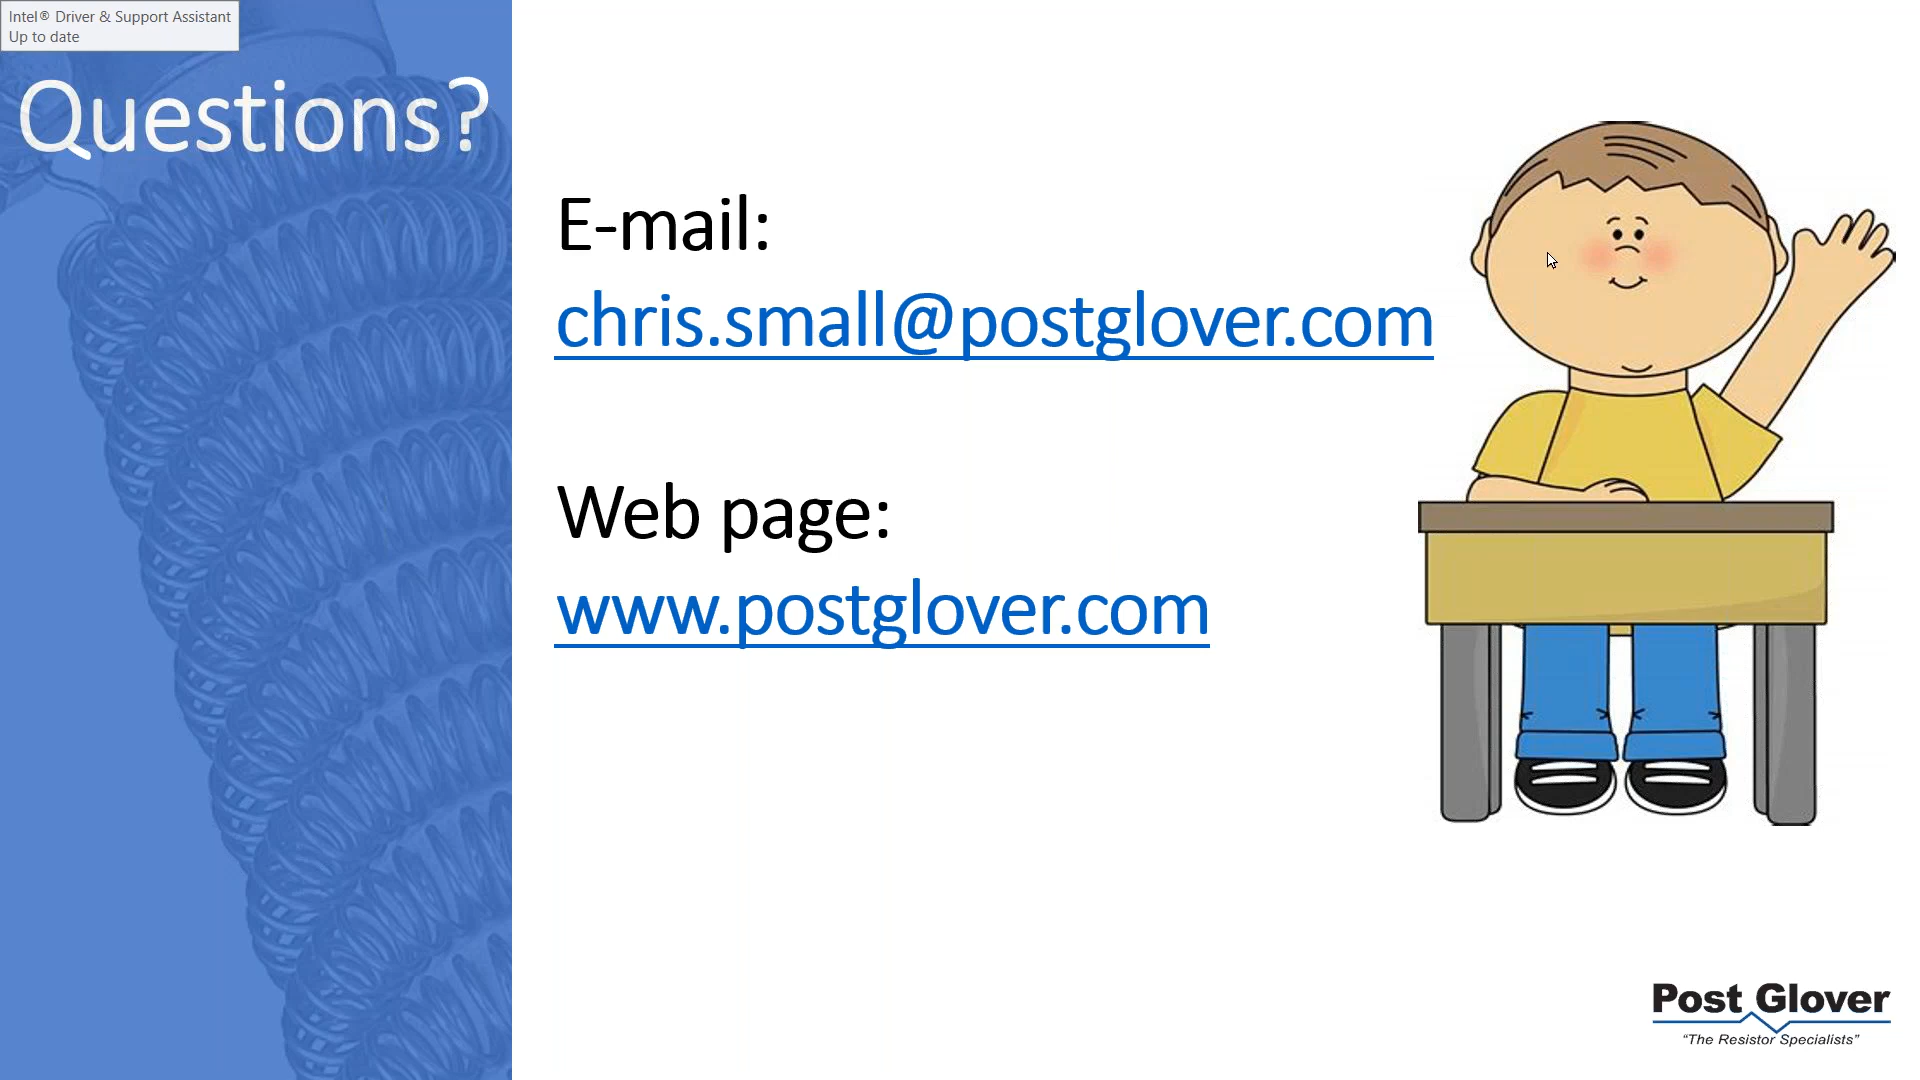 Intel® Driver & Support Assistant
Up to date
Questions?
E-mail:
chris.small@postglover.com
Web page:
www.postglover.com
Post Glover
"The Resistor Specialists"